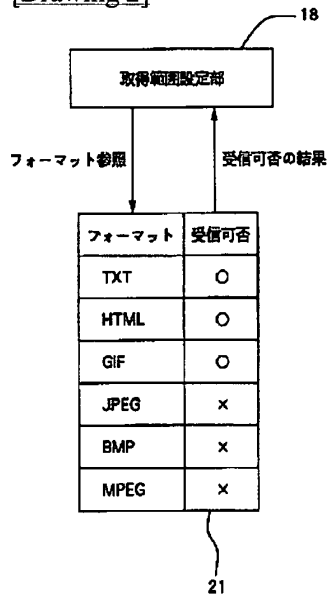 [Drawing 2]
18
取得範囲設定部
フォーマット参照
受信可否の結果
フォーマット 受信可否
TXT ○
HTML ○
GIF ○
JPEG ×
BMP ×
MPEG ×
21